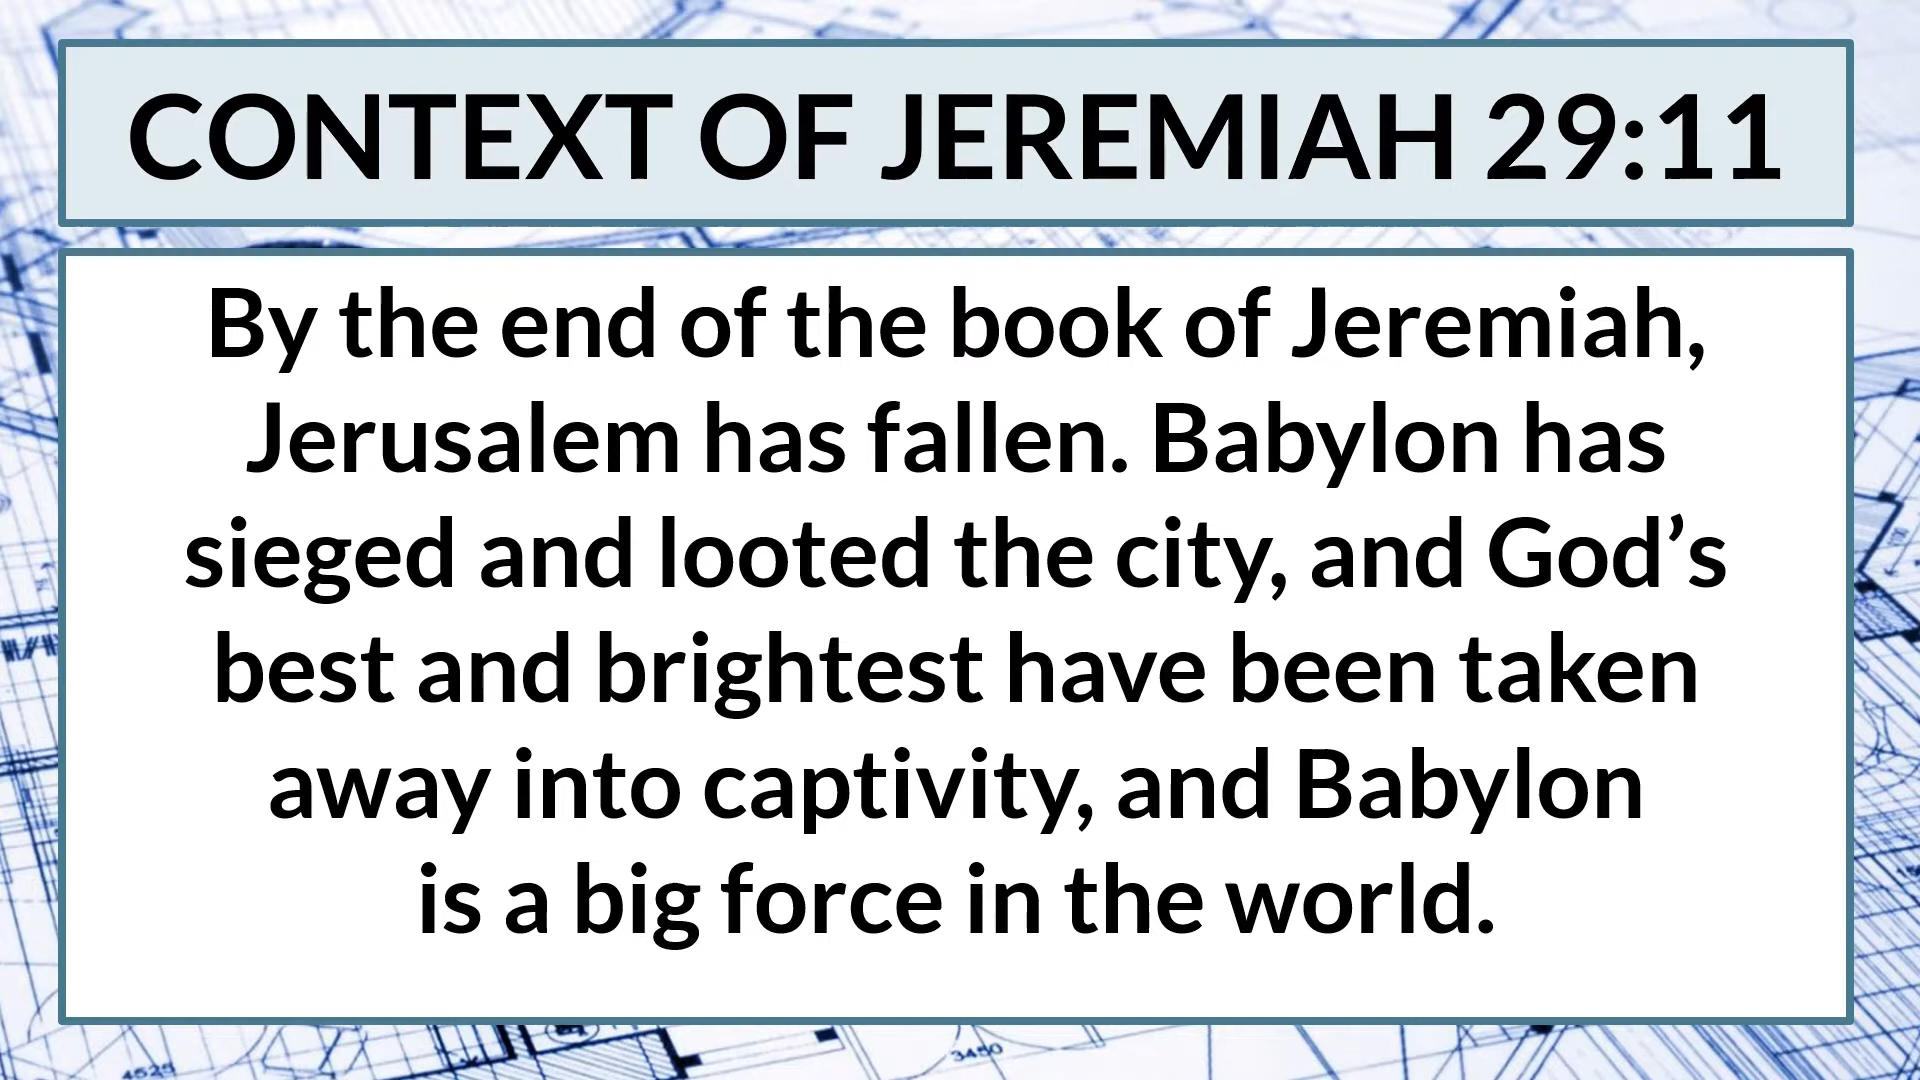 CONTEXT OF JEREMIAH 29:11
By the end of the book of Jeremiah,
Jerusalem has fallen. Babylon has
sieged and looted the city, and God’s
best and brightest have been taken
away into captivity, and Babylon
is a big force in the world.
4525
3450